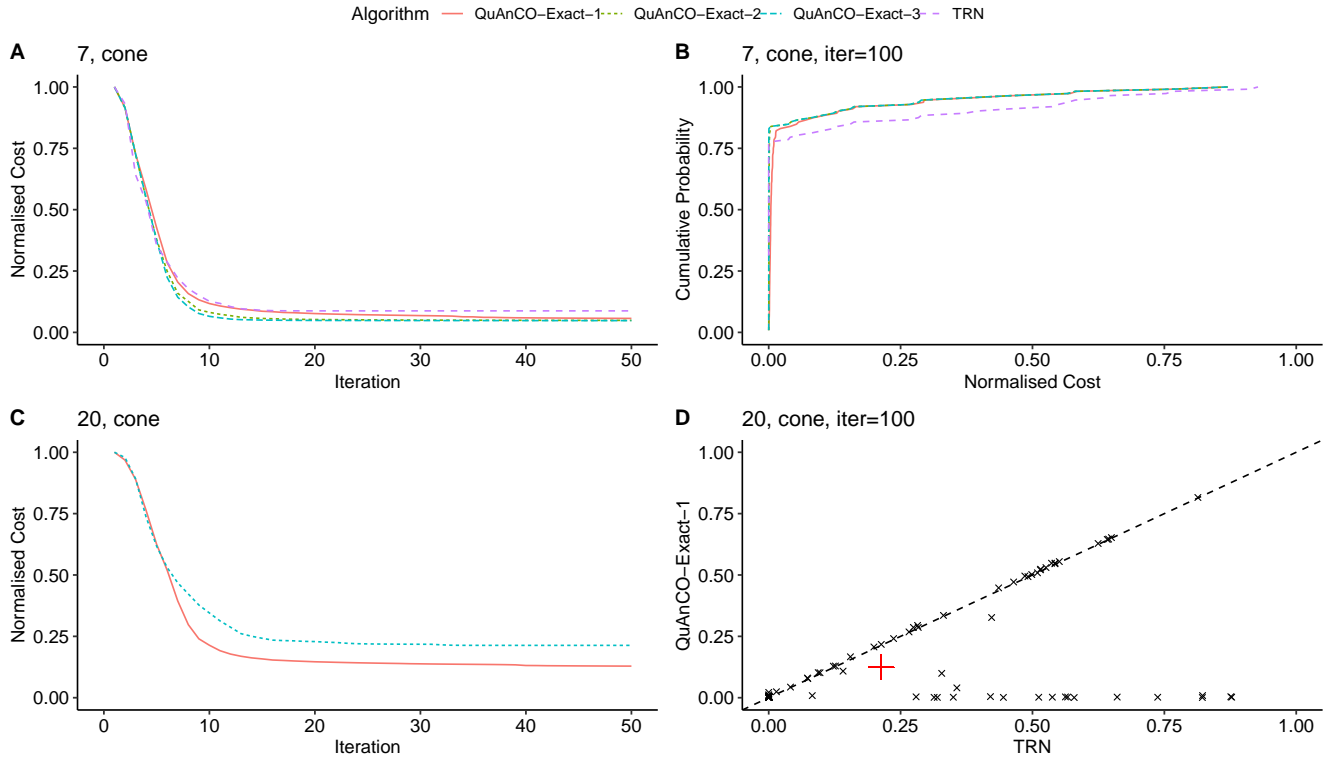 Algorithm QuAnCO−Exact−1 QuAnCO−Exact−2 QuAnCO−Exact−3 TRN
A 7, cone
1.00
0.75
0.50
0.25
0.00
Normalised Cost
0 10 20 30 40 50
Iteration
B 7, cone, iter=100
1.00
0.75
0.50
0.25
0.00
Cumulative Probability
0.00 0.25 0.50 0.75 1.00
Normalised Cost
C 20, cone
1.00
0.75
0.50
0.25
0.00
Normalised Cost
0 10 20 30 40 50
Iteration
D 20, cone, iter=100
1.00
0.75
0.50
0.25
0.00
QuAnCO−Exact−1
0.00 0.25 0.50 0.75 1.00
TRN